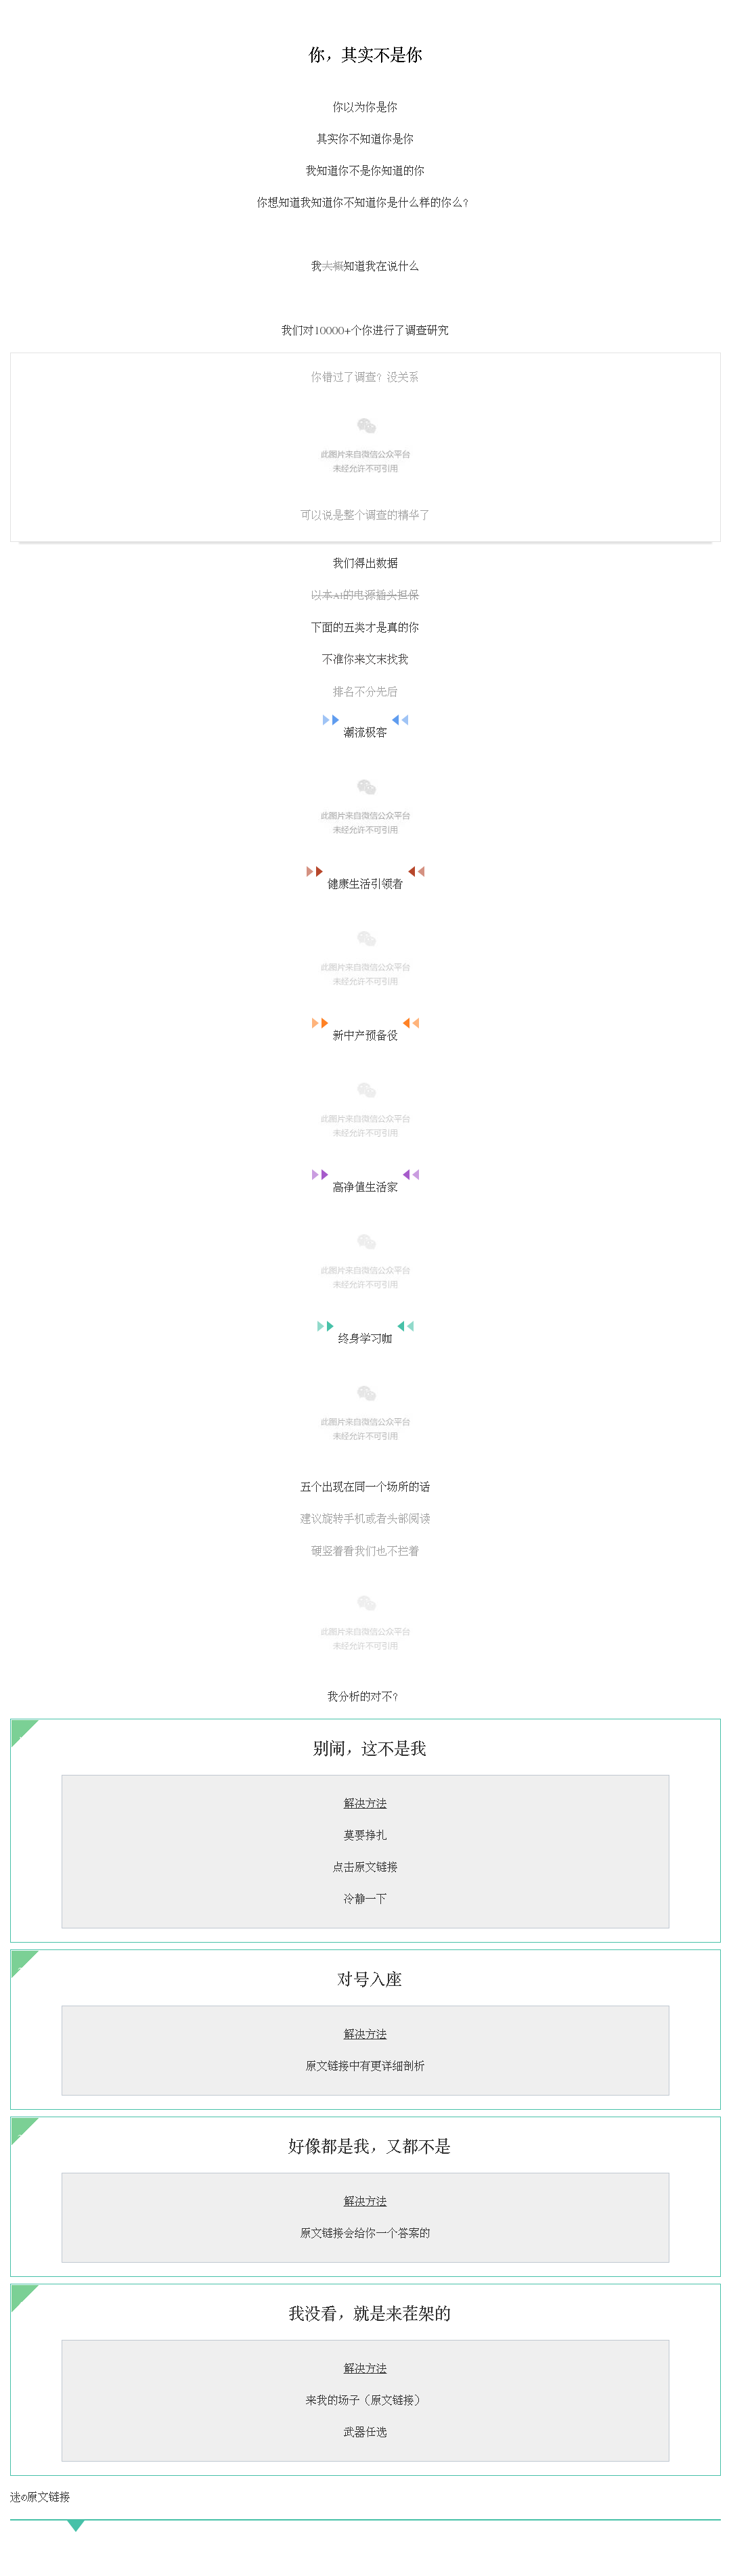 你，其实不是你
你以为你是你
其实你不知道你是你
我知道你不是你知道的你
你想知道我知道你不知道你是什么样的你么?
我大概知道我在说什么
我们对10000+个你进行了调查研究
你错过了调查? 没关系
此图片来自微信公众平台
未经允许不可引用
可以说是整个调查的精华了
我们得出数据
以本AI的电源插头担保
下面的五类才是真的你
不准你来文末找我
排名不分先后
潮流极客
此图片来自微信公众平台
未经允许不可引用
健康生活引领者
此图片来自微信公众平台
未经允许不可引用
新中产预备役
此图片来自微信公众平台
未经允许不可引用
高净值生活家
此图片来自微信公众平台
未经允许不可引用
终身学习咖
此图片来自微信公众平台
未经允许不可引用
五个出现在同一个场所的话
建议旋转手机或者头部阅读
硬竖着看我们也不拦着
此图片来自微信公众平台
未经允许不可引用
我分析的对不?
别闹，这不是我
解决方法
莫要挣扎
点击原文链接
冷静一下
对号入座
解决方法
原文链接中有更详细剖析
好像都是我，又都不是
解决方法
原文链接会给你一个答案的
我没看，就是来茬架的
解决方法
来我的场子（原文链接）
武器任选
迷の原文链接